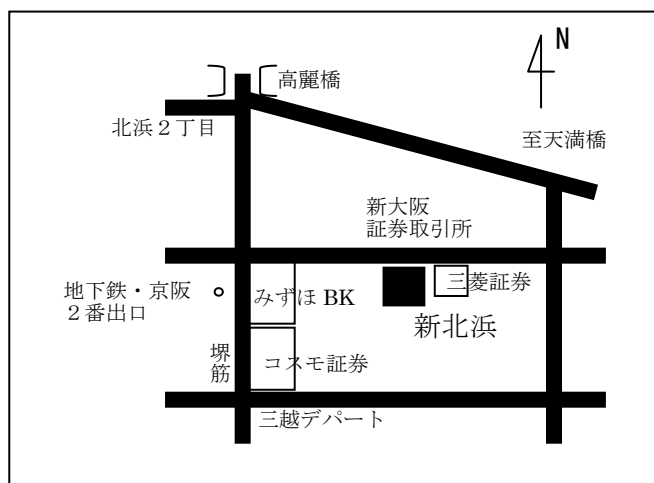 N
高麗橋
北浜２丁目
至天満橋
新大阪
証券取引所
地下鉄・京阪
２番出口
みずほ BK
三菱証券
新北浜
堺筋
コスモ証券
三越デパート